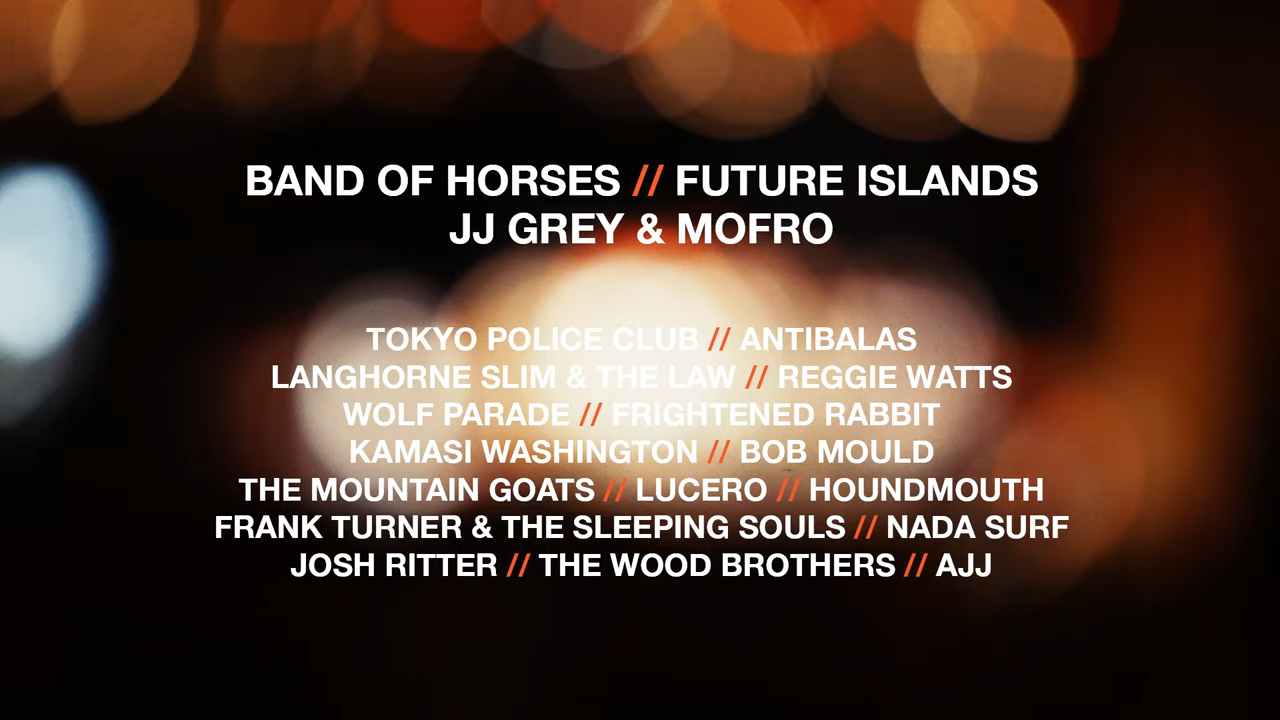 BAND OF HORSES // FUTURE ISLANDS
JJ GREY & MOFRO
TOKYO POLICE CLUB // ANTIBALAS
LANGHORNE SLIM & THE LAW // REGGIE WATTS
WOLF PARADE // FRIGHTENED RABBIT
KAMASI WASHINGTON // BOB MOULD
THE MOUNTAIN GOATS // LUCERO // HOUNDMOUTH
FRANK TURNER & THE SLEEPING SOULS // NADA SURF
JOSH RITTER // THE WOOD BROTHERS // AJJ